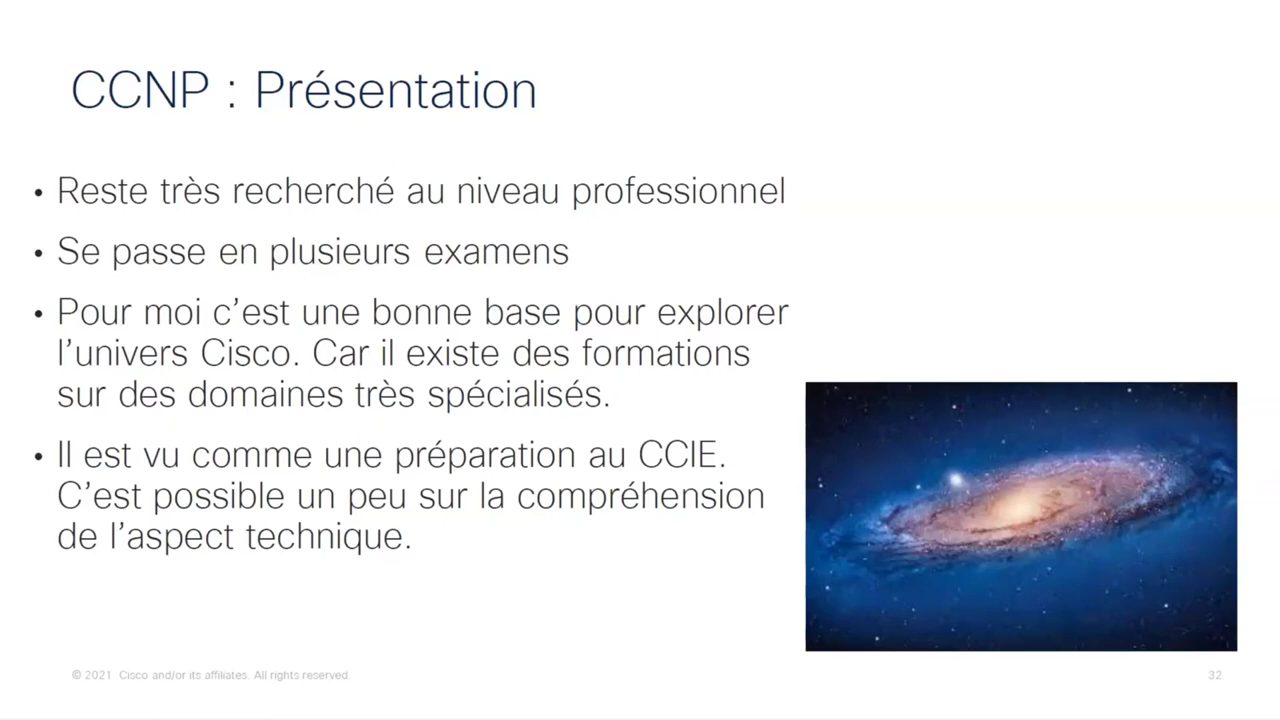 CCNP : Présentation
• Reste très recherché au niveau professionnel
• Se passe en plusieurs examens
• Pour moi c’est une bonne base pour explorer
l’univers Cisco. Car il existe des formations
sur des domaines très spécialisés.
• Il est vu comme une préparation au CCIE.
C’est possible un peu sur la compréhension
de l’aspect technique.
© 2021 Cisco and/or its affiliates. All rights reserved.
32